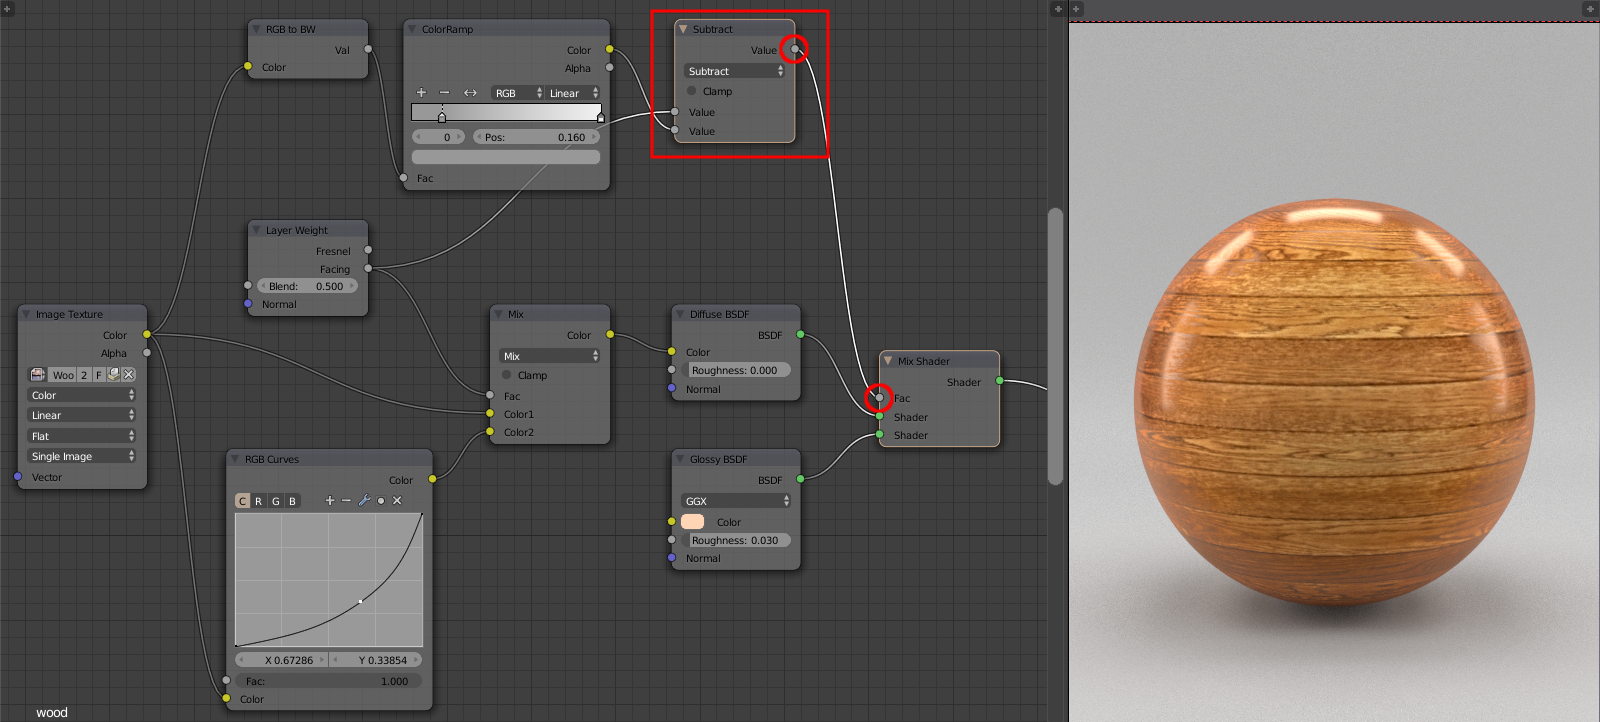 RGB to BW
Val
Color
ColorRamp
Color
Alpha
RGB
Linear
0
Pos: 0.160
Fac
Subtract
Value
Subtract
Clamp
Value
Value
Layer Weight
Fresnel
Facing
Blend: 0.500
Normal
Image Texture
Color
Alpha
Woo 2 F
Color
Linear
Flat
Single Image
Vector
Mix
Color
Mix
Clamp
Fac
Color1
Color2
Diffuse BSDF
BSDF
Color
Roughness: 0.000
Normal
Mix Shader
Shader
Fac
Shader
Shader
RGB Curves
Color
C R G B
X 0.67286 Y 0.33854
Fac: 1.000
Color
Glossy BSDF
BSDF
GGX
Color
Roughness: 0.030
Normal
wood